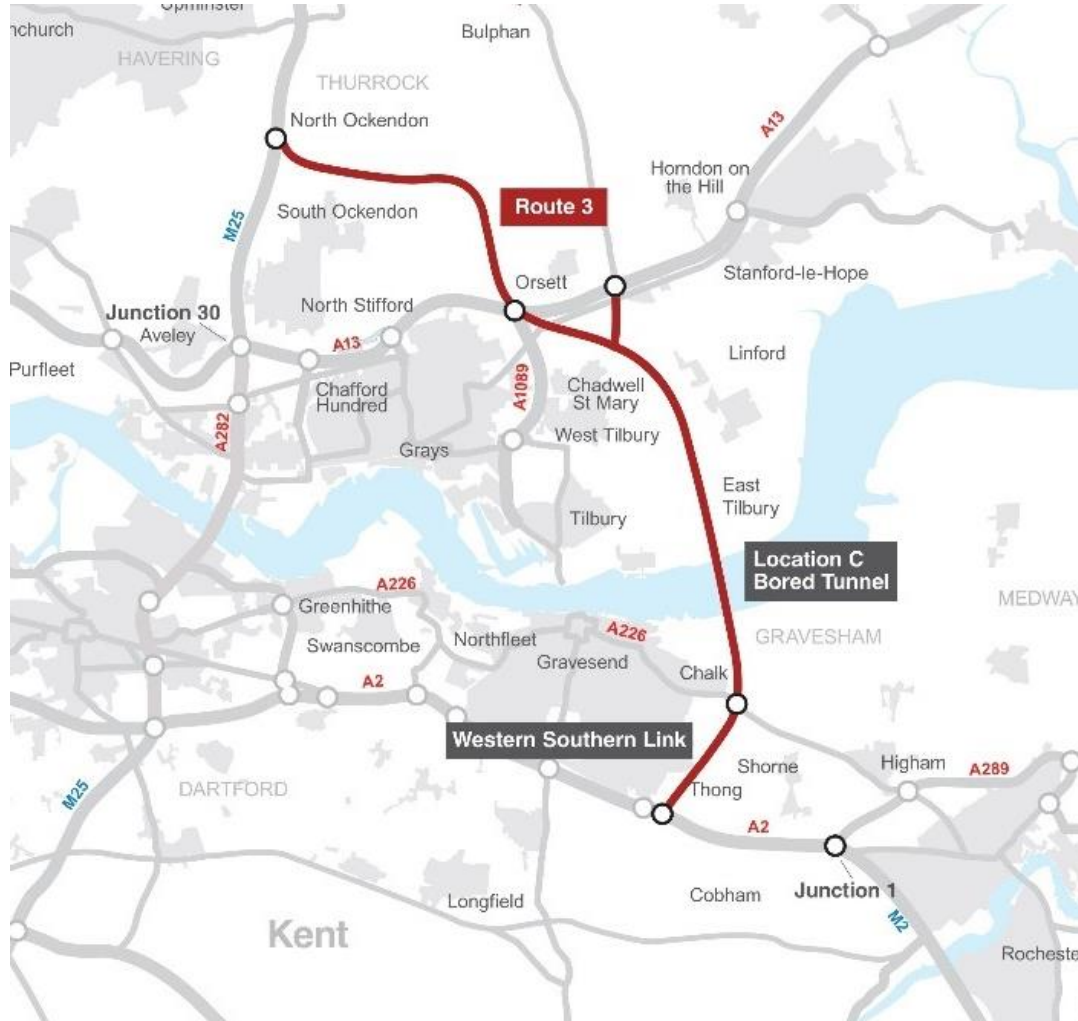 Upminster
nchurch
HAVERING
Bulphan
THURROCK
North Ockendon
A13
Horndon on
the Hill
Route 3
South Ockendon
M25
Stanford-le-Hope
Orsett
North Stifford
Junction 30
Aveley
A13
Linford
Purfleet
Chafford
Hundred
A1089
Chadwell
St Mary
A282
Grays
West Tilbury
East
Tilbury
Tilbury
Location C
Bored Tunnel
A226
Greenhithe
MEDWAY
Swanscombe
Northfleet
A226
GRAVESHAM
Gravesend
A2
Chalk
Western Southern Link
Shorne
Higham
A289
M25
DARTFORD
Thong
A2
Junction 1
Longfield
Cobham
M2
Kent
Rocheste